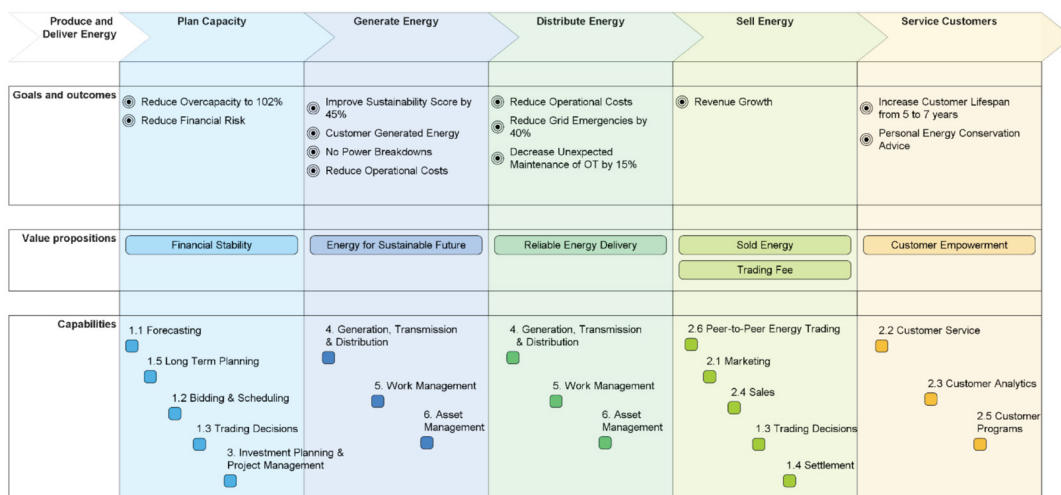 Produce and
Deliver Energy
Plan Capacity
Generate Energy
Distribute Energy
Sell Energy
Service Customers
Goals and outcomes
Reduce Overcapacity to 102%
Reduce Financial Risk
Improve Sustainability Score by
45%
Customer Generated Energy
No Power Breakdowns
Reduce Operational Costs
Reduce Operational Costs
Reduce Grid Emergencies by
40%
Decrease Unexpected
Maintenance of OT by 15%
Revenue Growth
Increase Customer Lifespan
from 5 to 7 years
Personal Energy Conservation
Advice
Value propositions
Financial Stability
Energy for Sustainable Future
Reliable Energy Delivery
Sold Energy
Trading Fee
Customer Empowerment
Capabilities
1.1 Forecasting
1.5 Long Term Planning
1.2 Bidding & Scheduling
1.3 Trading Decisions
3. Investment Planning &
Project Management
4. Generation, Transmission
& Distribution
5. Work Management
6. Asset
Management
4. Generation, Transmission
& Distribution
5. Work Management
6. Asset
Management
2.6 Peer-to-Peer Energy Trading
2.1 Marketing
2.4 Sales
1.3 Trading Decisions
1.4 Settlement
2.2 Customer Service
2.3 Customer Analytics
2.5 Customer
Programs